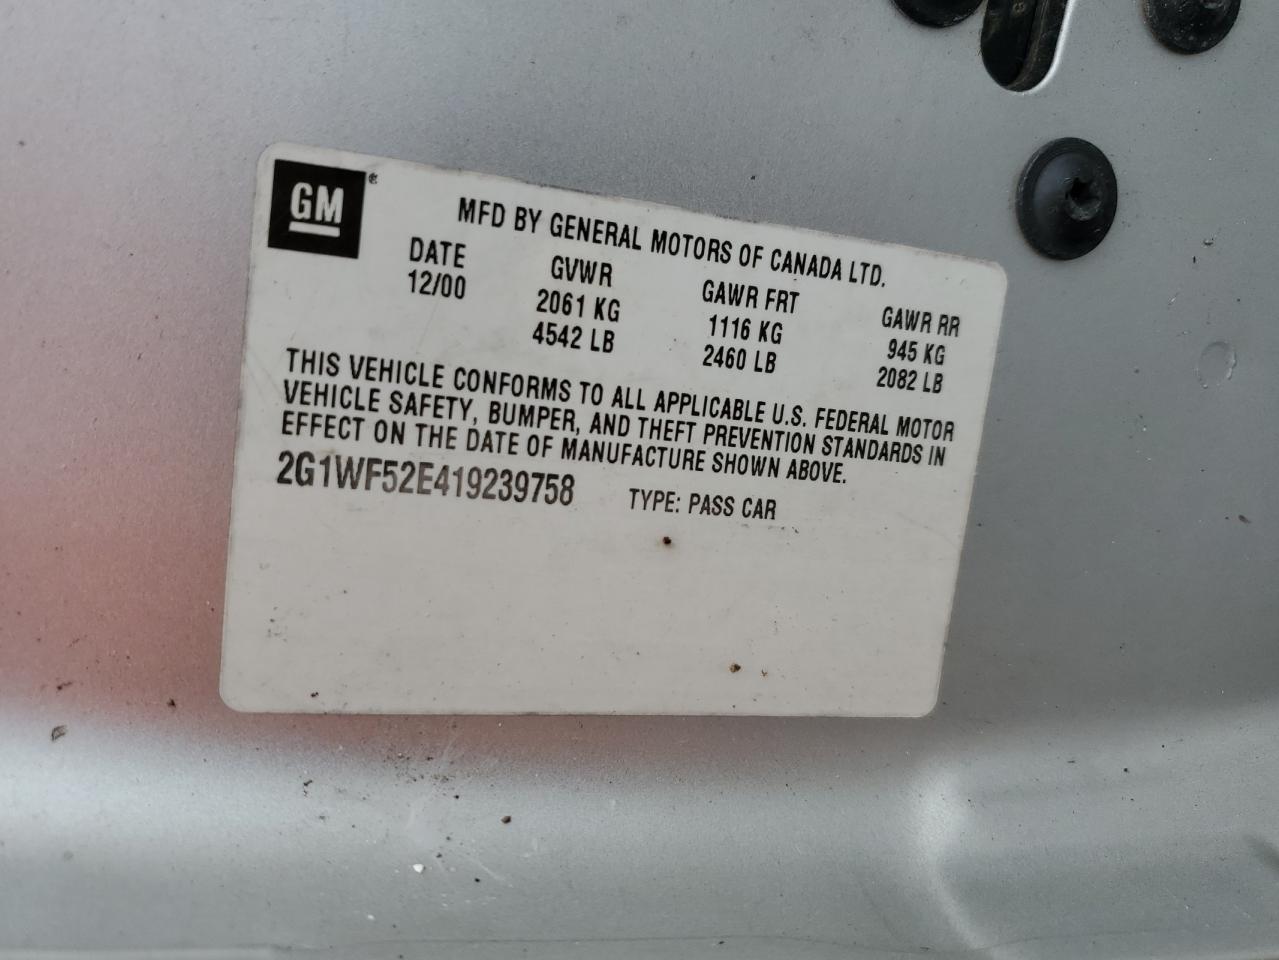 GM®
MFD BY GENERAL MOTORS OF CANADA LTD.
DATE GVWR GAWR FRT GAWR RR
12/00 2061 KG 1116 KG 945 KG
4542 LB 2460 LB 2082 LB
THIS VEHICLE CONFORMS TO ALL APPLICABLE U.S. FEDERAL MOTOR
VEHICLE SAFETY, BUMPER, AND THEFT PREVENTION STANDARDS IN
EFFECT ON THE DATE OF MANUFACTURE SHOWN ABOVE.
2G1WF52E419239758 TYPE: PASS CAR